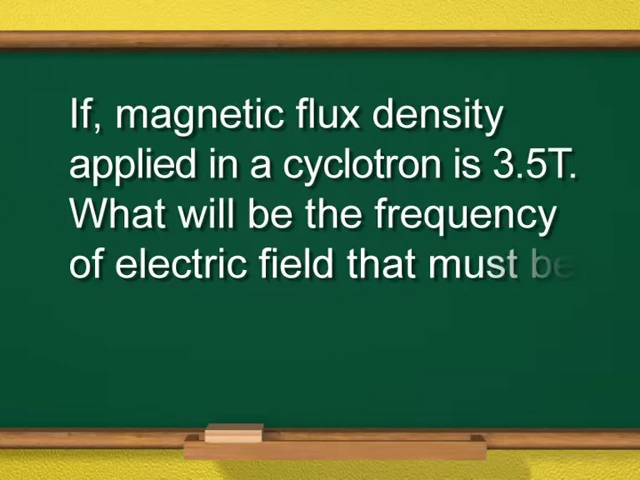 If, magnetic flux density
applied in a cyclotron is 3.5T.
What will be the frequency
of electric field that must be